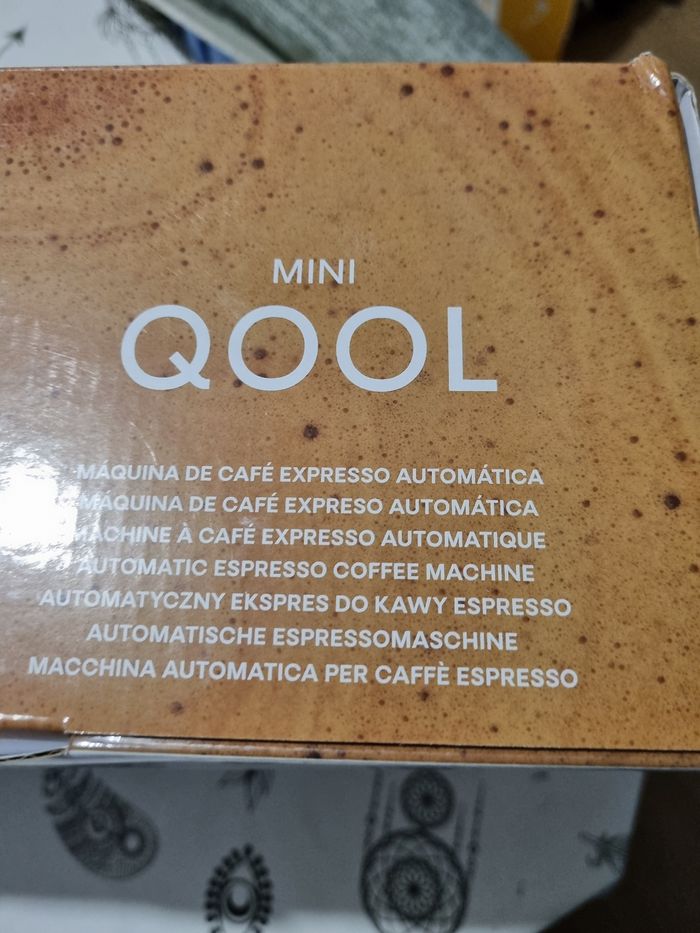 MINI
QOOL
MÁQUINA DE CAFÉ EXPRESSO AUTOMÁTICA
MÁQUINA DE CAFÉ EXPRESO AUTOMÁTICA
MACHINE À CAFÉ EXPRESSO AUTOMATIQUE
AUTOMATIC ESPRESSO COFFEE MACHINE
AUTOMATYCZNY EKSPRES DO KAWY ESPRESSO
AUTOMATISCHE ESPRESSOMASCHINE
MACCHINA AUTOMATICA PER CAFFÈ ESPRESSO